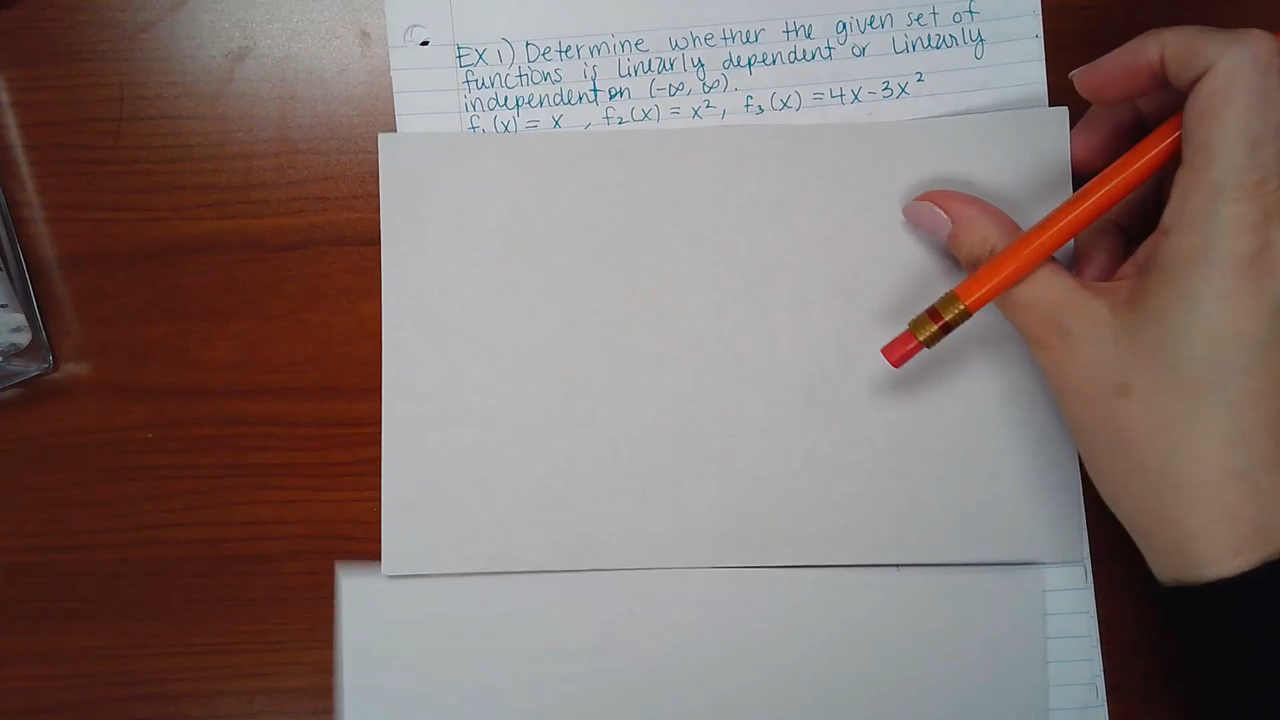 EX 1) Determine whether the given set of
functions is linearly dependent or linearly
independent on (-∞, ∞).
f₁(x) = x , f₂(x) = x², f₃(x) = 4x-3x²